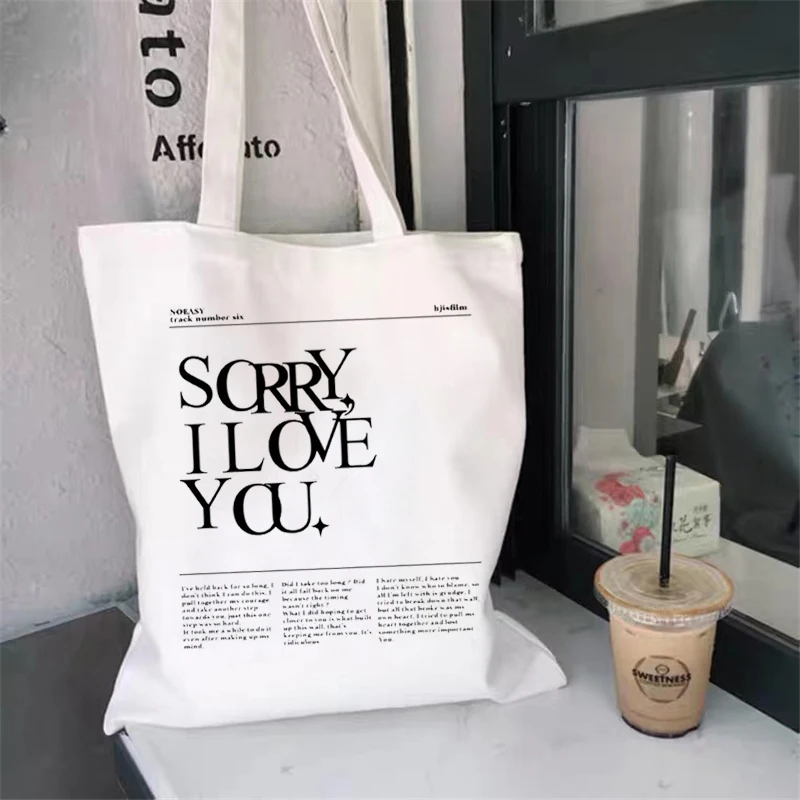 ato
Affogato
NOEASY
track number six
hjisfilm
SORRY,
I LOVE
YOU.
I've held back for so long, I
don't think I can do this. I
pull together my courage
and take another step
towards you, just this one
step was so hard.
It took me a while to do it
even after making up my
mind.
Did I take too long? Did
it all fall back on me
because the timing
wasn't right?
What I did hoping to get
closer to you is what built
up this wall, that's
keeping me from you. It's
ridiculous
I hate myself, I hate you
I don't know who to blame, so
all I'm left with is grudge, I
tried to break down that wall,
but all that broke was my
own heart, I tried to pull my
heart together and lost
something more important
You.
SWEETNESS